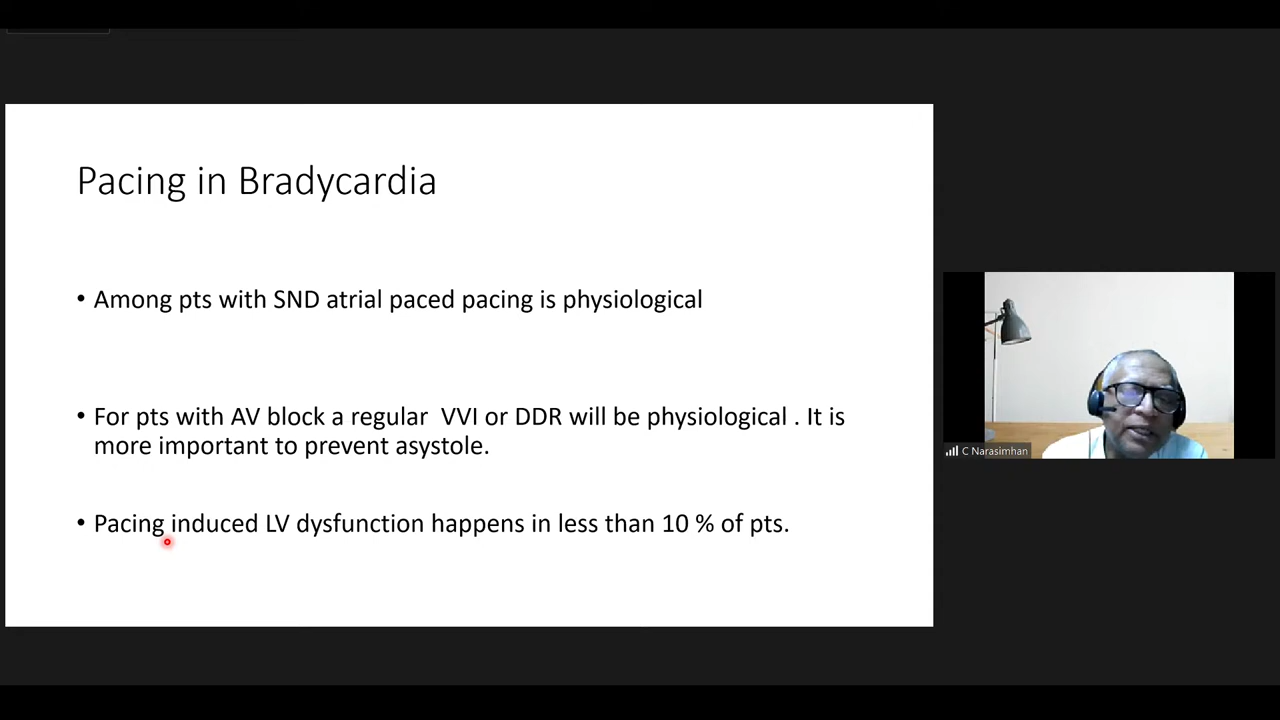 Pacing in Bradycardia
• Among pts with SND atrial paced pacing is physiological
• For pts with AV block a regular VVI or DDR will be physiological . It is
more important to prevent asystole.
• Pacing induced LV dysfunction happens in less than 10 % of pts.
C Narasimhan